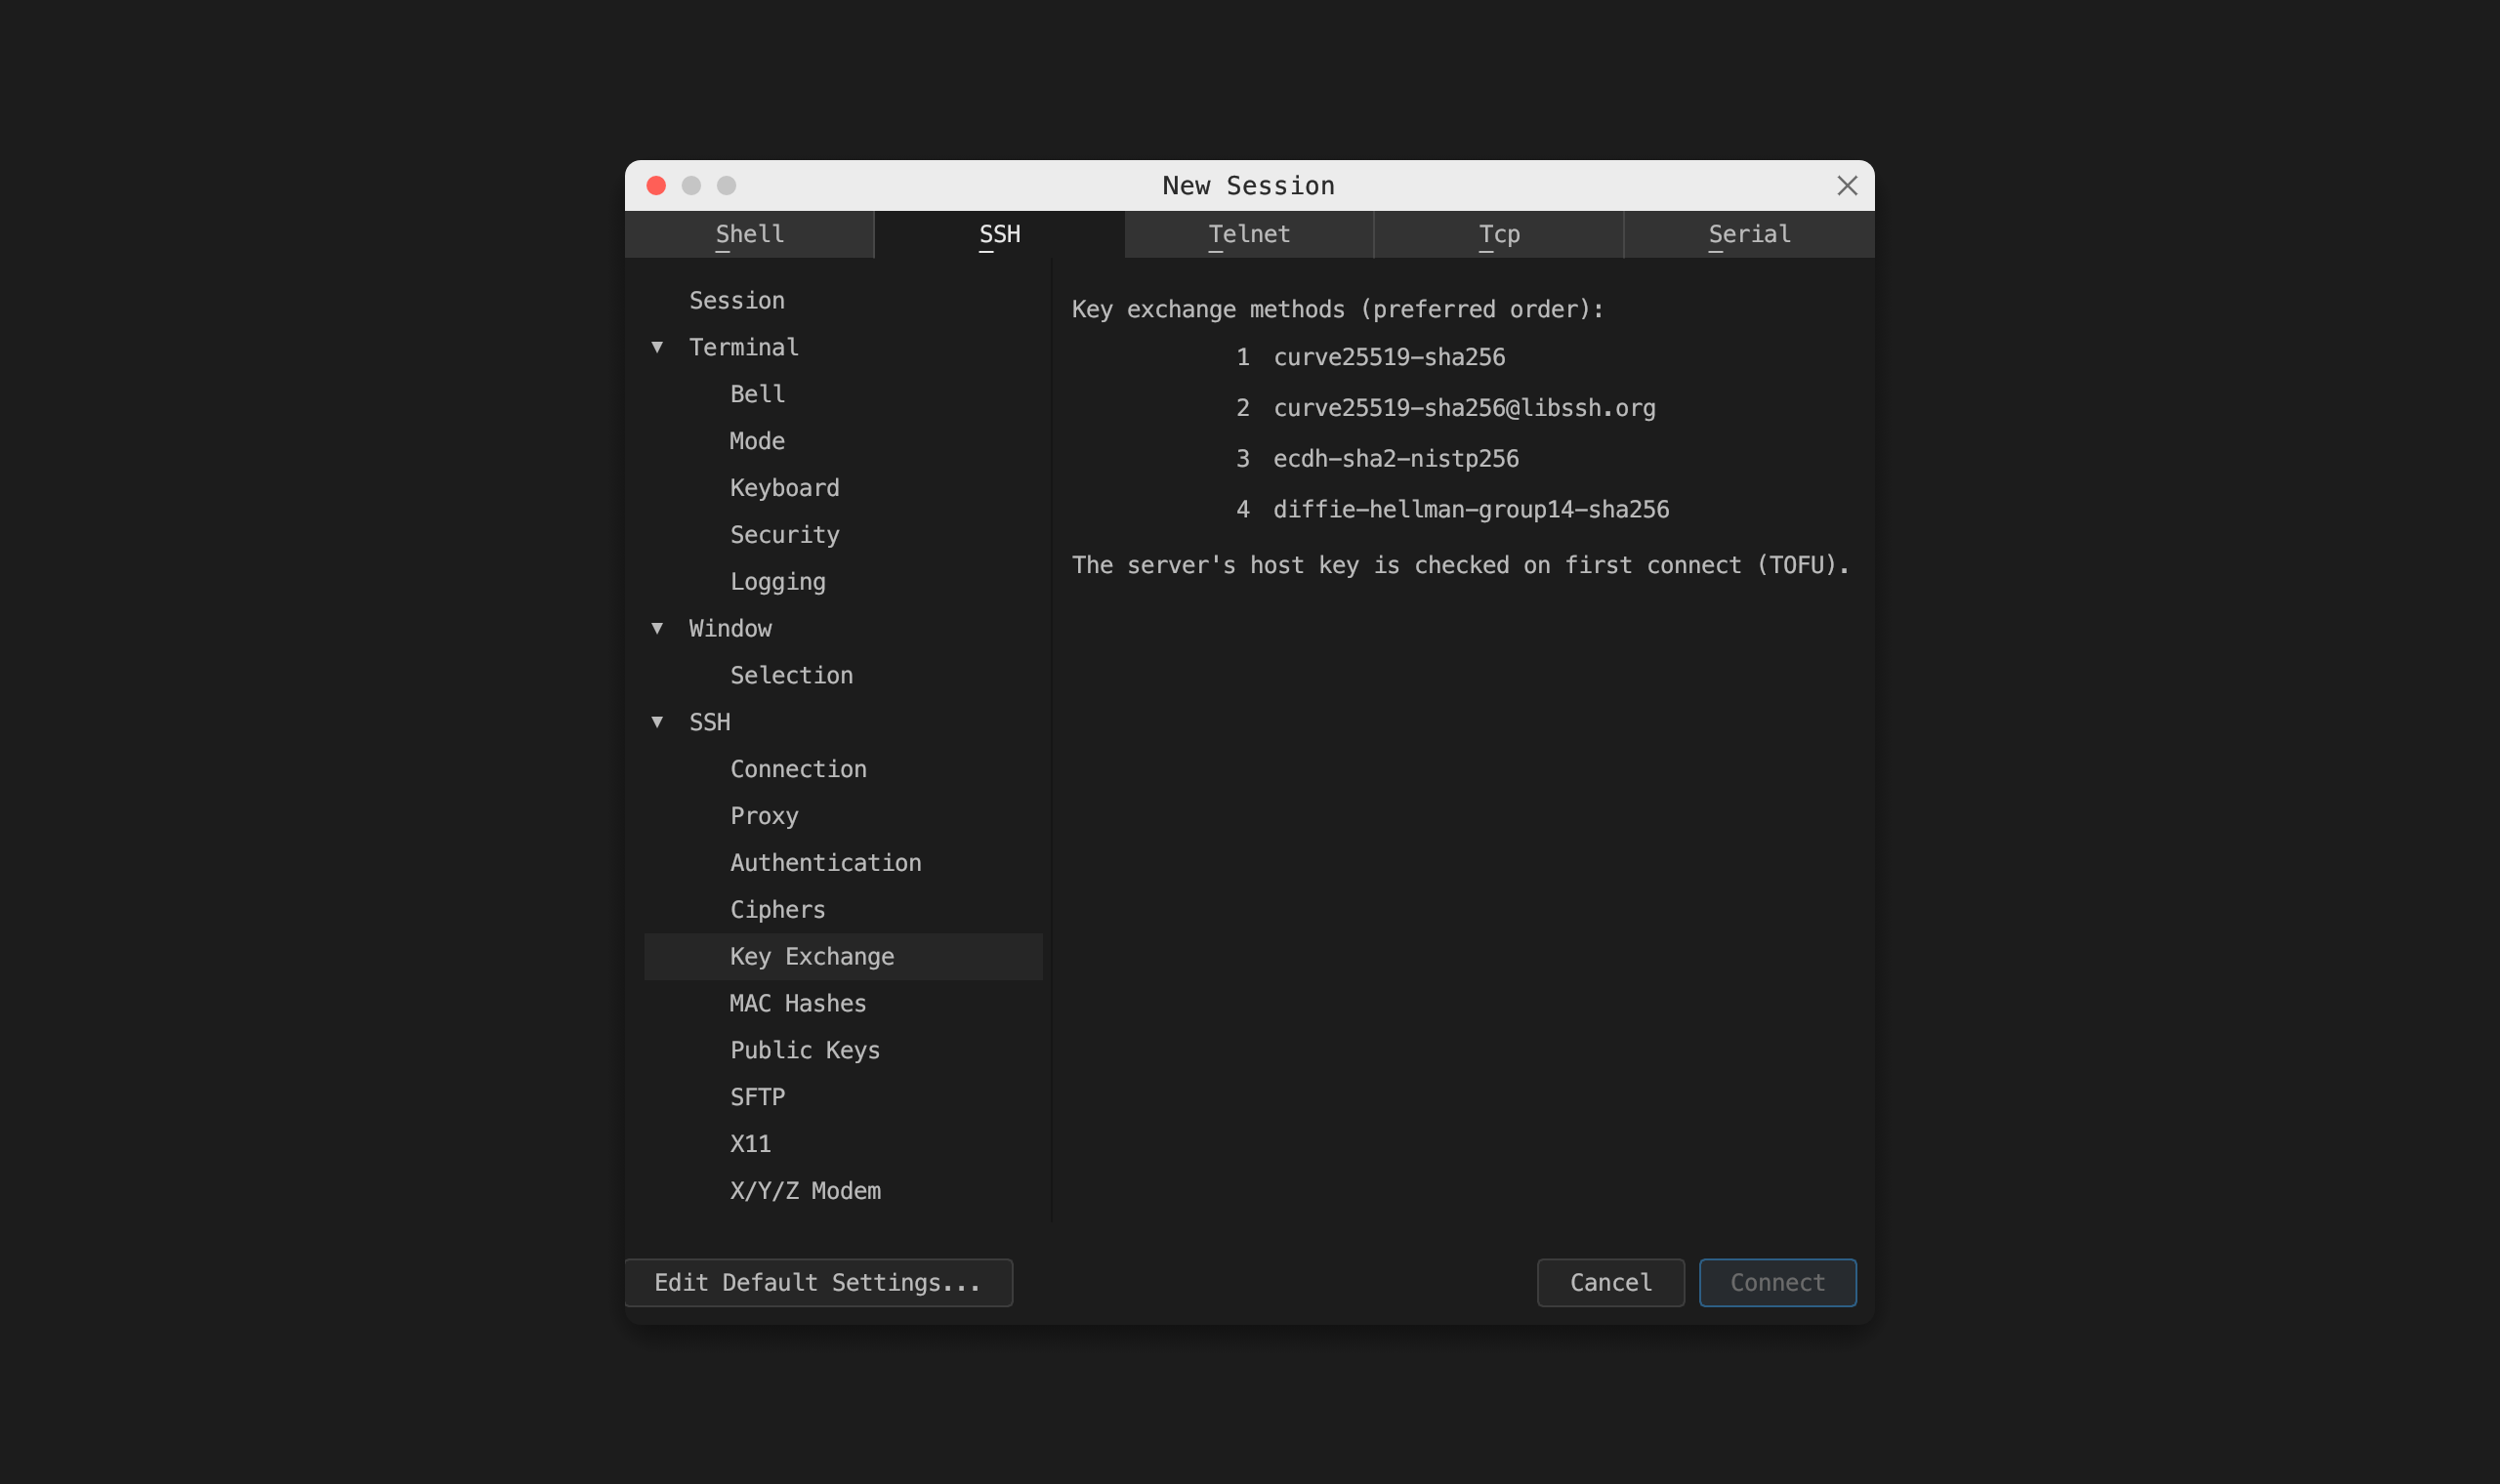 New Session
Shell SSH Telnet Tcp Serial
Session
Terminal
Bell
Mode
Keyboard
Security
Logging
Window
Selection
SSH
Connection
Proxy
Authentication
Ciphers
Key Exchange
MAC Hashes
Public Keys
SFTP
X11
X/Y/Z Modem
Key exchange methods (preferred order):
1 curve25519-sha256
2 curve25519-sha256@libssh.org
3 ecdh-sha2-nistp256
4 diffie-hellman-group14-sha256
The server's host key is checked on first connect (TOFU).
Edit Default Settings... Cancel Connect